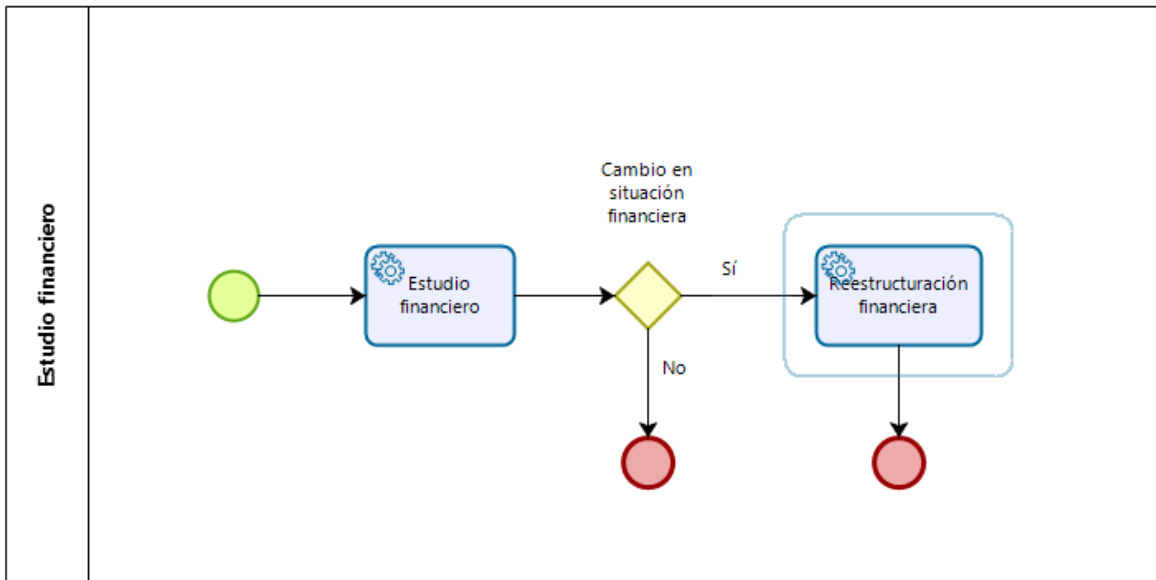 Estudio financiero
Estudio
financiero
Cambio en
situación
financiera
Sí
No
Reestructuración
financiera